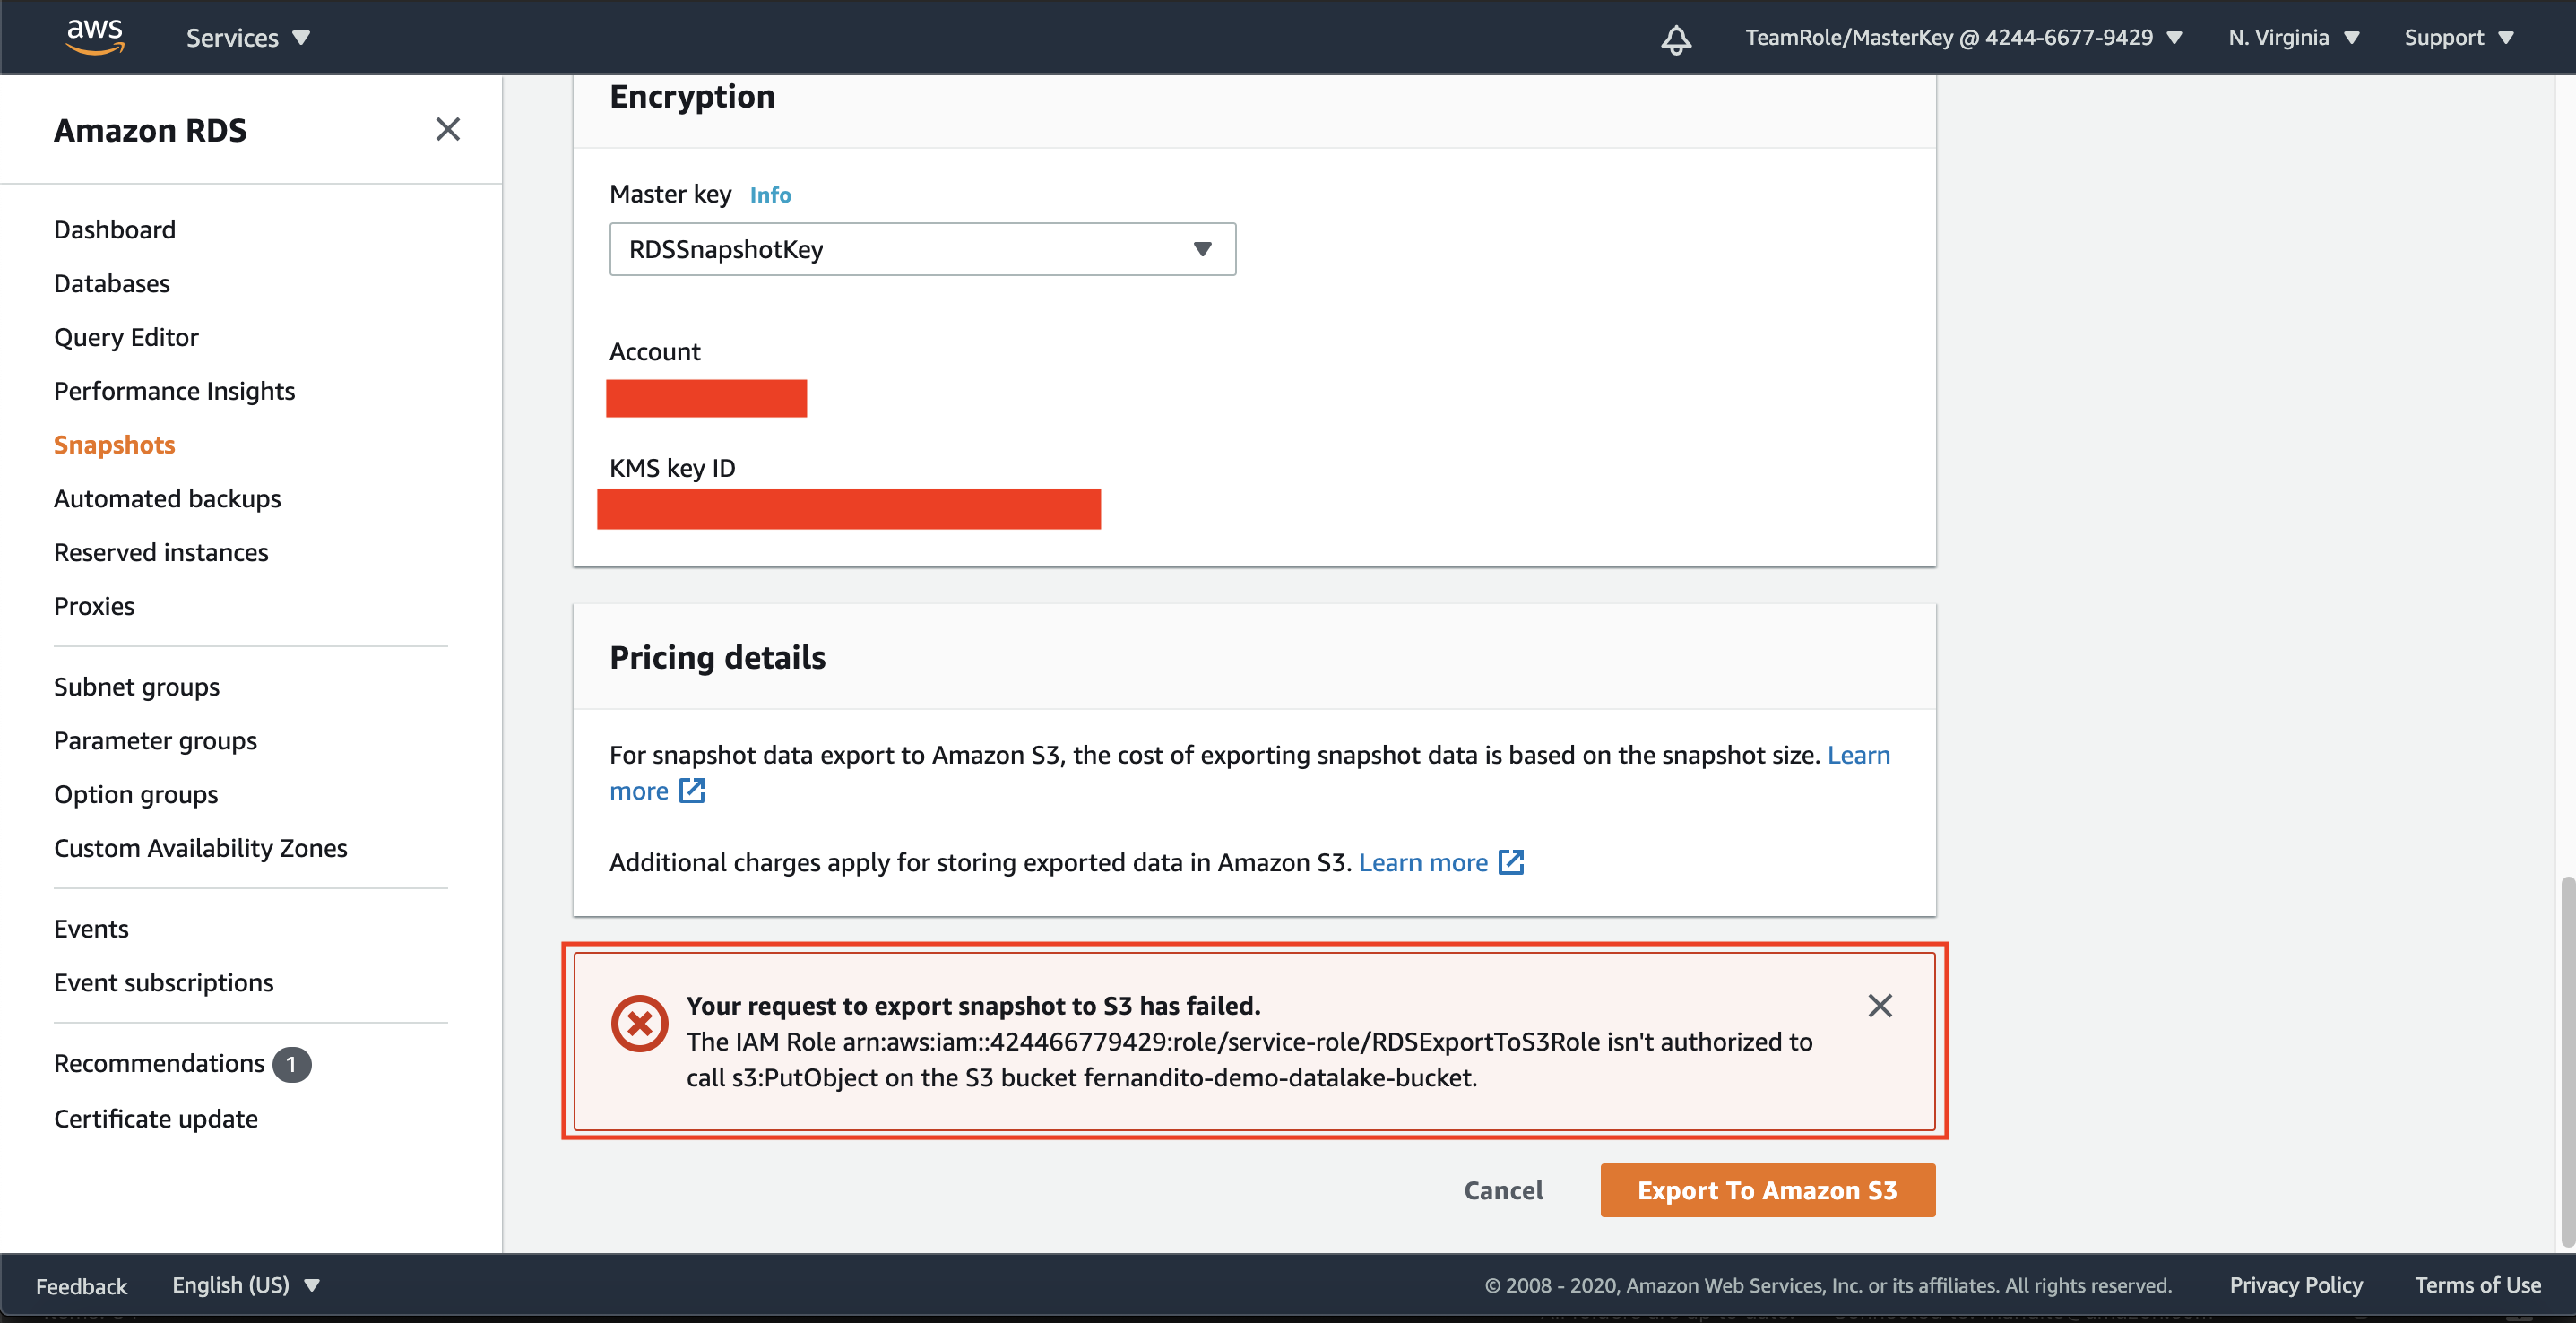 aws
Services
TeamRole/MasterKey @ 4244-6677-9429
N. Virginia
Support
Amazon RDS
Dashboard
Databases
Query Editor
Performance Insights
Snapshots
Automated backups
Reserved instances
Proxies
Subnet groups
Parameter groups
Option groups
Custom Availability Zones
Events
Event subscriptions
Recommendations 1
Certificate update
Encryption
Master key Info
RDSSnapshotKey
Account
KMS key ID
Pricing details
For snapshot data export to Amazon S3, the cost of exporting snapshot data is based on the snapshot size. Learn
more
Additional charges apply for storing exported data in Amazon S3. Learn more
Your request to export snapshot to S3 has failed.
The IAM Role arn:aws:iam::424466779429:role/service-role/RDSExportToS3Role isn't authorized to
call s3:PutObject on the S3 bucket fernandito-demo-datalake-bucket.
Cancel
Export To Amazon S3
Feedback
English (US)
© 2008 - 2020, Amazon Web Services, Inc. or its affiliates. All rights reserved.
Privacy Policy
Terms of Use